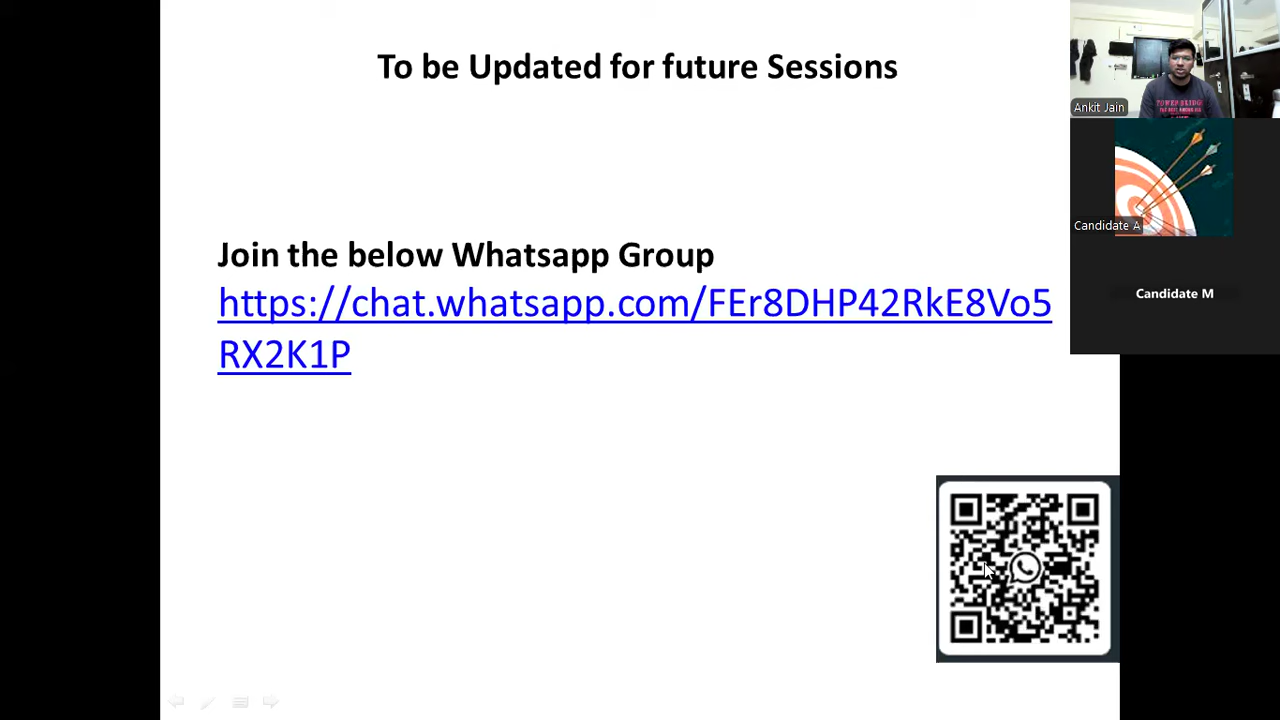 To be Updated for future Sessions
Ankit Jain
Candidate A
Candidate M
Join the below Whatsapp Group
https://chat.whatsapp.com/FEr8DHP42RkE8Vo5
RX2K1P